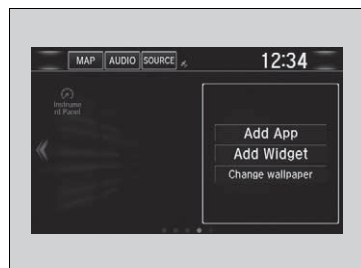 MAP AUDIO SOURCE 12:34
Instrume
nt Panel
Add App
Add Widget
Change wallpaper